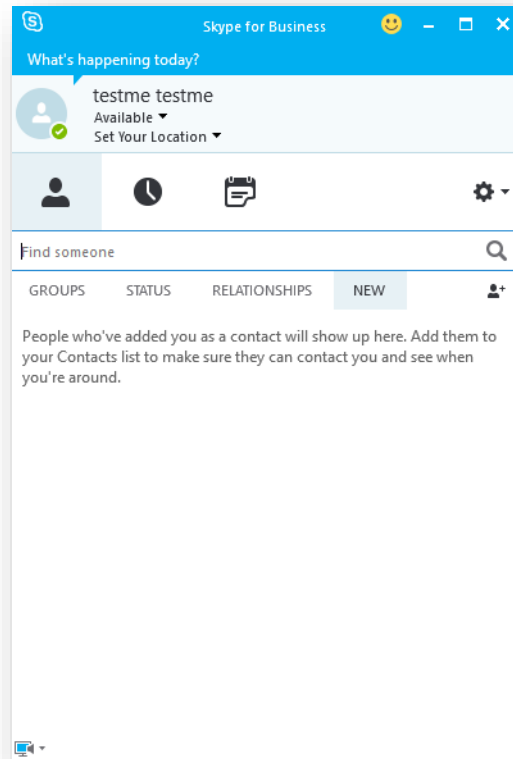 Skype for Business
What's happening today?
testme testme
Available
Set Your Location
Find someone
GROUPS STATUS RELATIONSHIPS NEW
People who've added you as a contact will show up here. Add them to
your Contacts list to make sure they can contact you and see when
you're around.